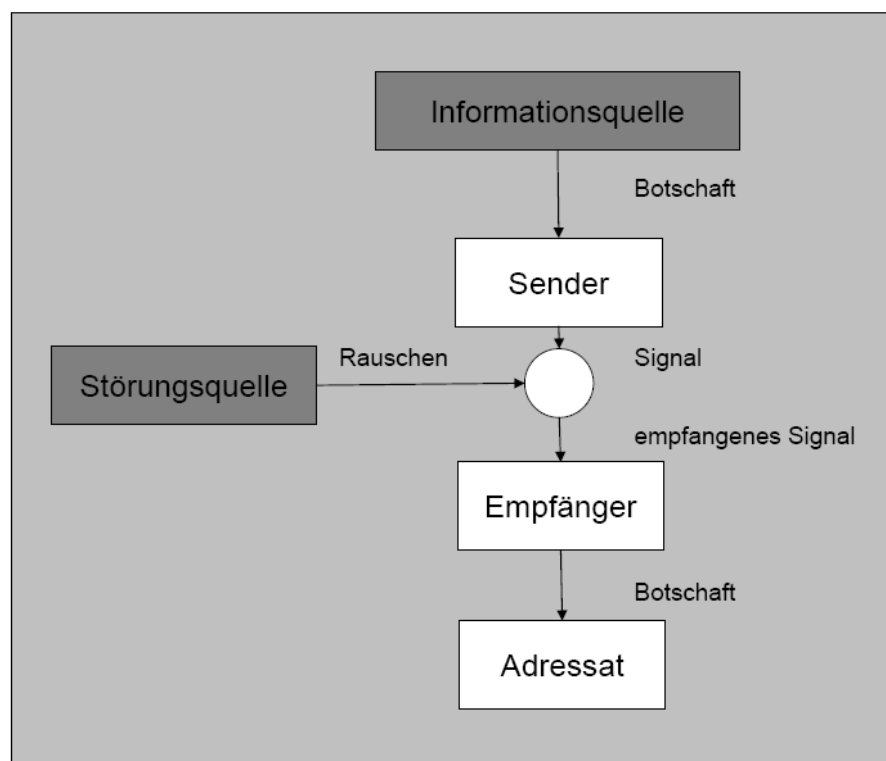 Informationsquelle
Botschaft
Sender
Rauschen
Signal
Störungsquelle
empfangenes Signal
Empfänger
Botschaft
Adressat